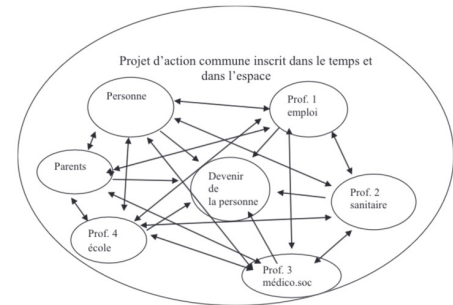 Projet d'action commune inscrit dans le temps et
dans l'espace
Personne
Prof. 1
emploi
Parents
Devenir
de
la personne
Prof. 2
sanitaire
Prof. 4
école
Prof. 3
médico.soc